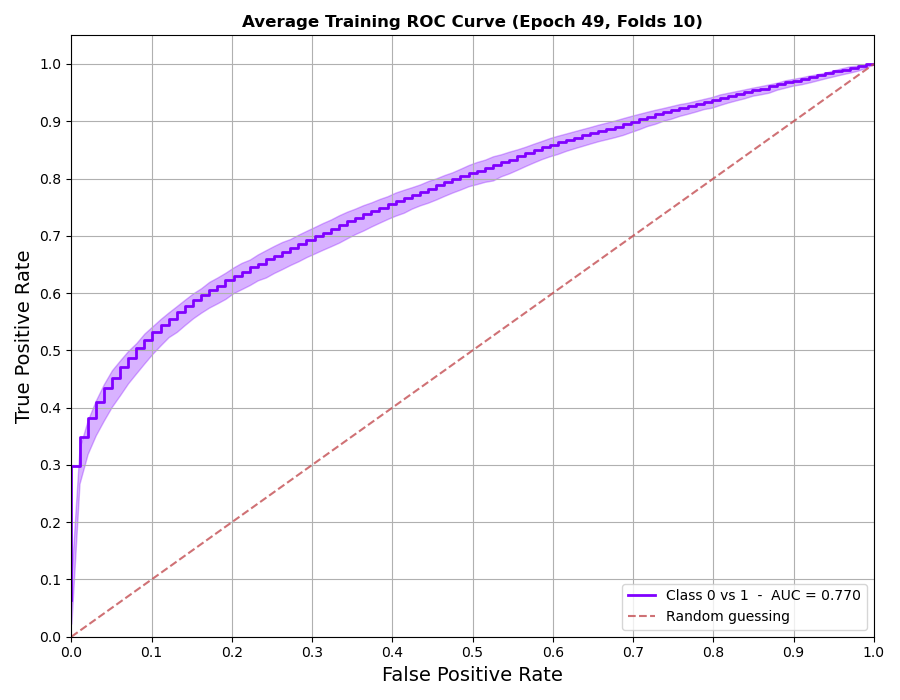 Average Training ROC Curve (Epoch 49, Folds 10)
True Positive Rate
1.0
0.9
0.8
0.7
0.6
0.5
0.4
0.3
0.2
0.1
0.0
Class 0 vs 1 - AUC = 0.770
Random guessing
0.0 0.1 0.2 0.3 0.4 0.5 0.6 0.7 0.8 0.9 1.0
False Positive Rate